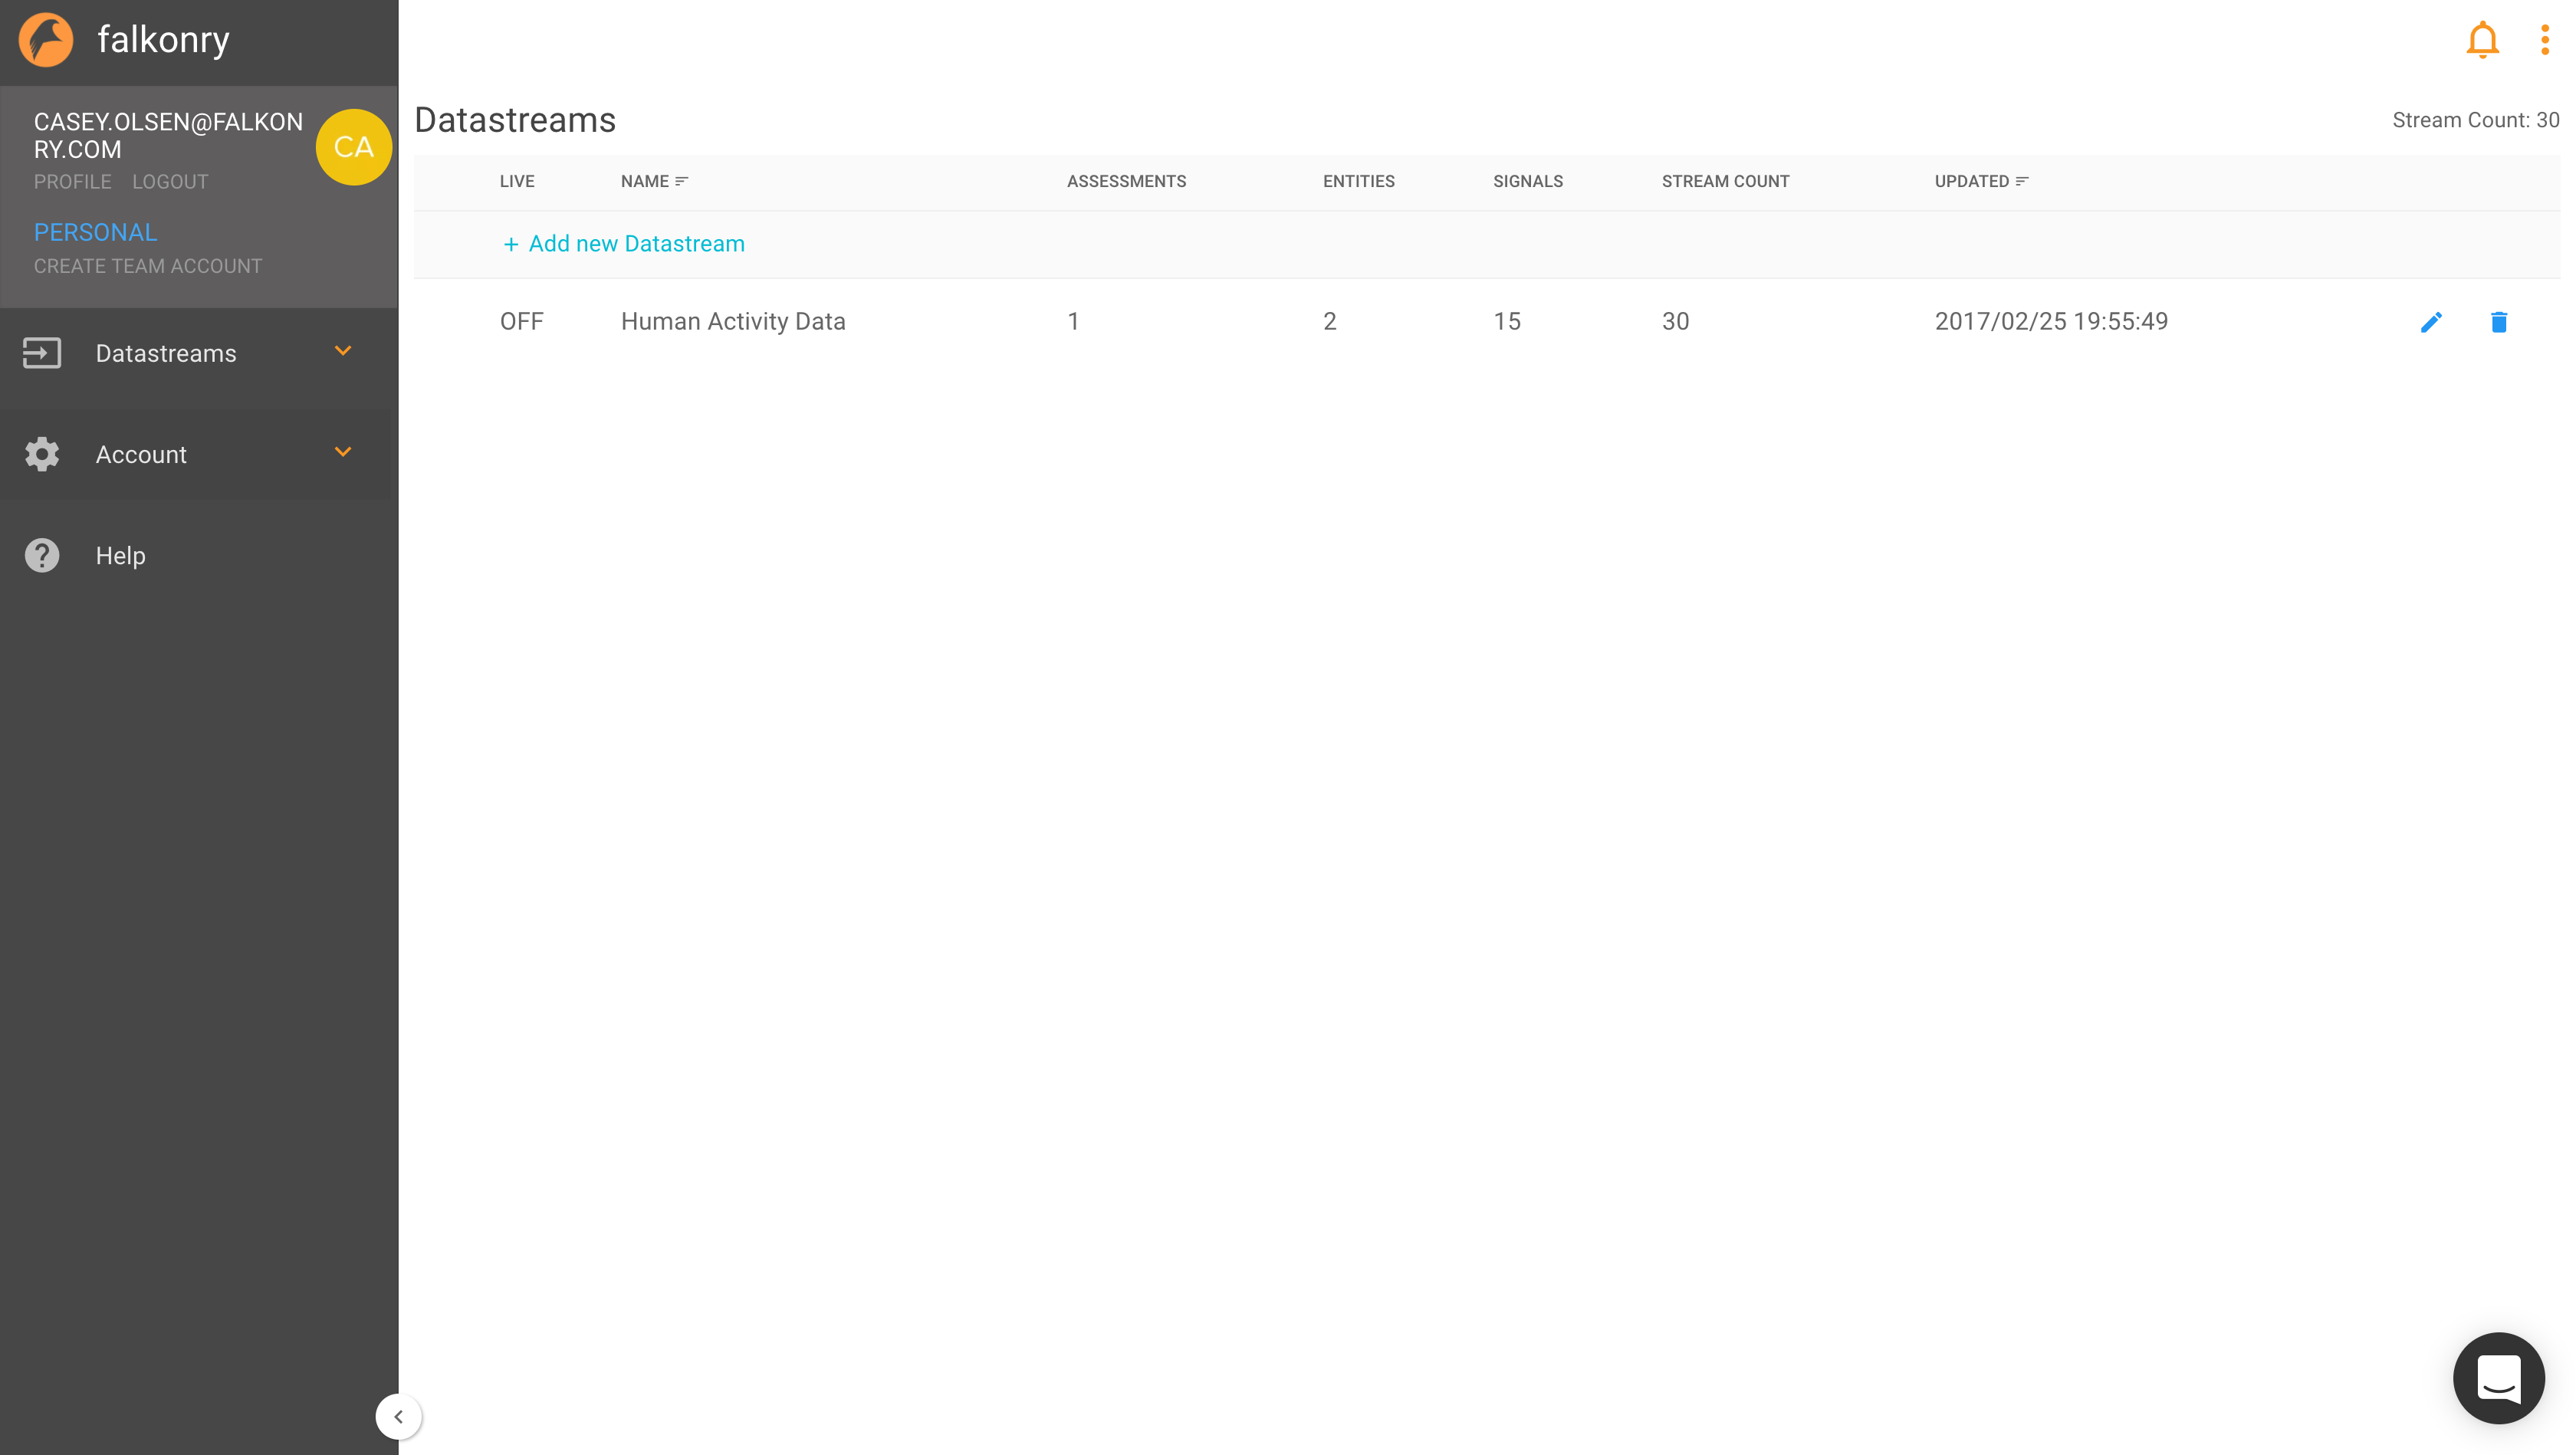 falkonry
CASEY.OLSEN@FALKON
RY.COM
CA
PROFILE LOGOUT
PERSONAL
CREATE TEAM ACCOUNT
Datastreams
Account
Help
Datastreams
Stream Count: 30
LIVE NAME ASSESSMENTS ENTITIES SIGNALS STREAM COUNT UPDATED
+ Add new Datastream
OFF Human Activity Data 1 2 15 30 2017/02/25 19:55:49